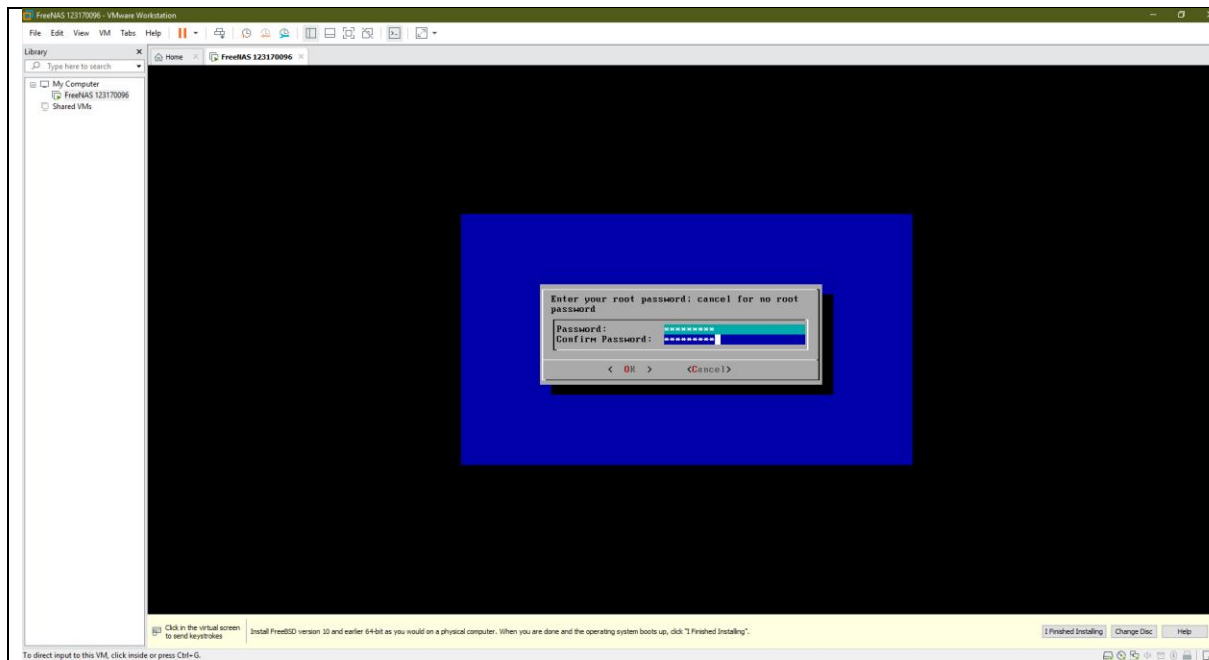 FreeNAS 123170096 - VMware Workstation
File Edit View VM Tabs Help
Library
Type here to search
My Computer
FreeNAS 123170096
Shared VMs
Home
FreeNAS 123170096
Enter your root password; cancel for no root
password
Password: *********
Confirm Password: *********
< OK > <Cancel>
Click in the virtual screen
to send keystrokes
Install FreeBSD version 10 and earlier 64-bit as you would on a physical computer. When you are done and the operating system boots up, click "I Finished Installing".
I Finished Installing
Change Disc
Help
To direct input to this VM, click inside or press Ctrl+G.